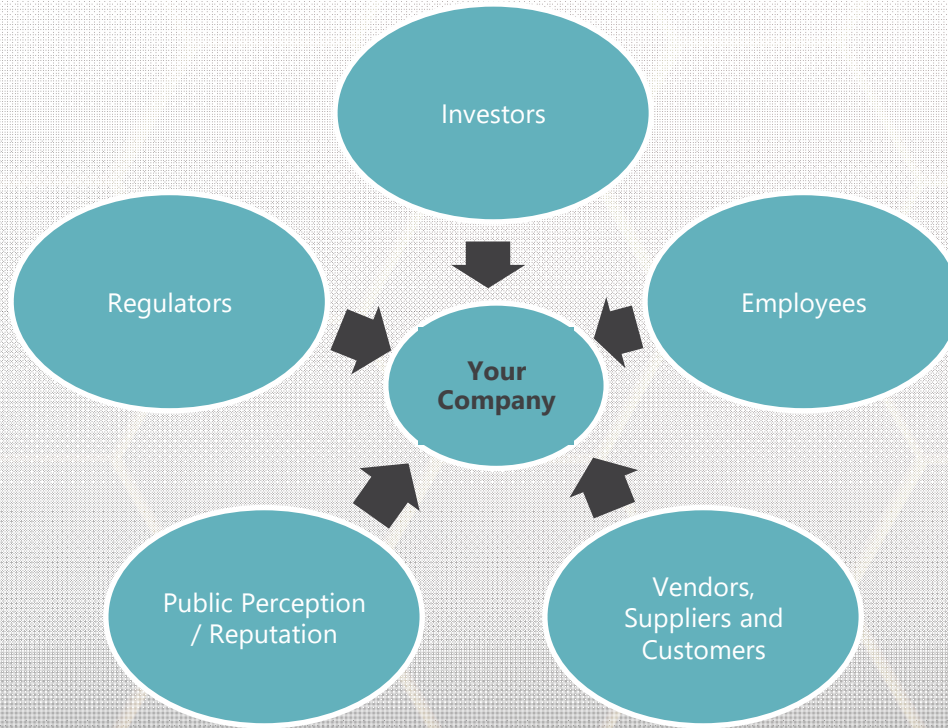 Investors
Regulators
Employees
Your
Company
Public Perception
/ Reputation
Vendors,
Suppliers and
Customers